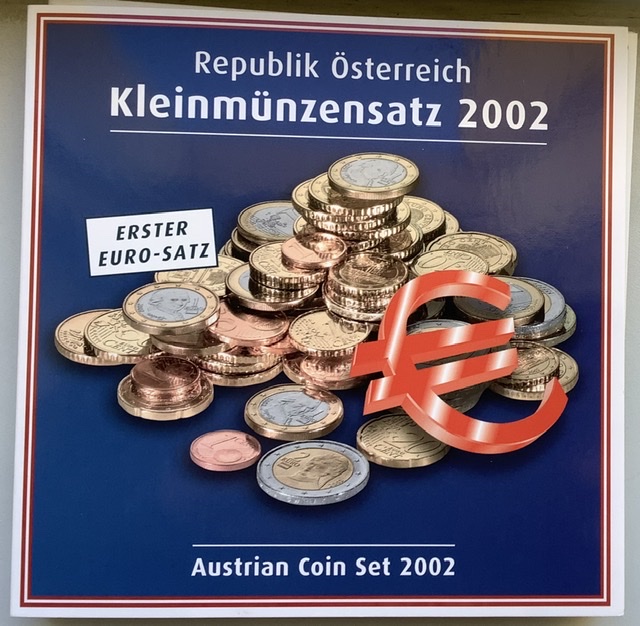 Republik Österreich
Kleinmünzensatz 2002
ERSTER
EURO-SATZ
Austrian Coin Set 2002